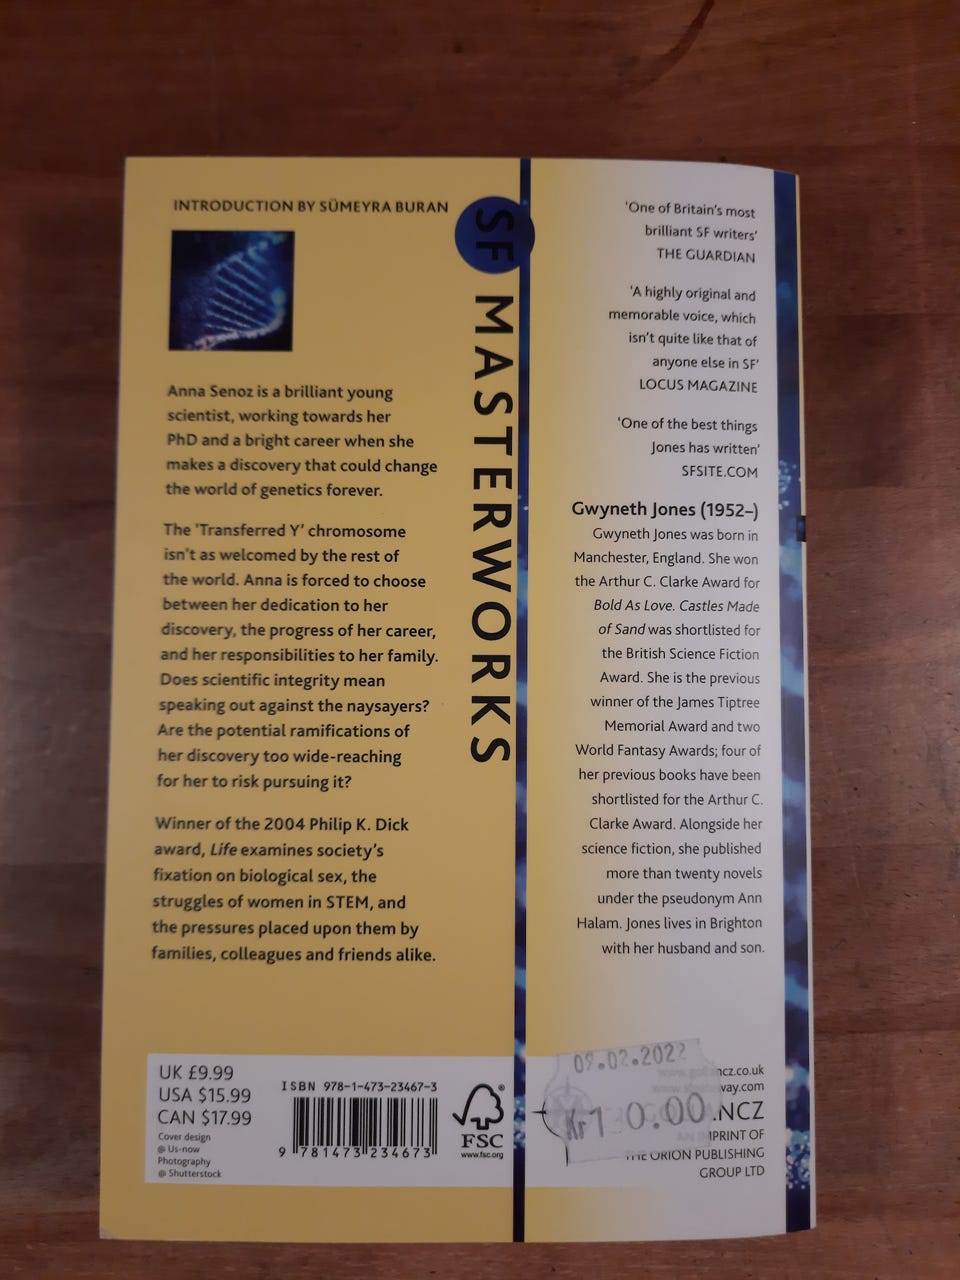 INTRODUCTION BY SÜMEYRA BURAN
Anna Senoz is a brilliant young
scientist, working towards her
PhD and a bright career when she
makes a discovery that could change
the world of genetics forever.
The 'Transferred Y' chromosome
isn't as welcomed by the rest of
the world. Anna is forced to choose
between her dedication to her
discovery, the progress of her career,
and her responsibilities to her family.
Does scientific integrity mean
speaking out against the naysayers?
Are the potential ramifications of
her discovery too wide-reaching
for her to risk pursuing it?
Winner of the 2004 Philip K. Dick
award, Life examines society's
fixation on biological sex, the
struggles of women in STEM, and
the pressures placed upon them by
families, colleagues and friends alike.
SF MASTERWORKS
'One of Britain's most
brilliant SF writers'
THE GUARDIAN
'A highly original and
memorable voice, which
isn't quite like that of
anyone else in SF'
LOCUS MAGAZINE
'One of the best things
Jones has written'
SFSITE.COM
Gwyneth Jones (1952–)
Gwyneth Jones was born in
Manchester, England. She won
the Arthur C. Clarke Award for
Bold As Love. Castles Made
of Sand was shortlisted for
the British Science Fiction
Award. She is the previous
winner of the James Tiptree
Memorial Award and two
World Fantasy Awards; four of
her previous books have been
shortlisted for the Arthur C.
Clarke Award. Alongside her
science fiction, she published
more than twenty novels
under the pseudonym Ann
Halam. Jones lives in Brighton
with her husband and son.
UK £9.99
USA $15.99
CAN $17.99
Cover design
@ Us-now
Photography
@ Shutterstock
ISBN 978-1-473-23467-3
9 781473 234673
FSC
www.fsc.org
09.02.2022
ncz.co.uk
way.com
NCZ
AN IMPRINT OF
THE ORION PUBLISHING
GROUP LTD